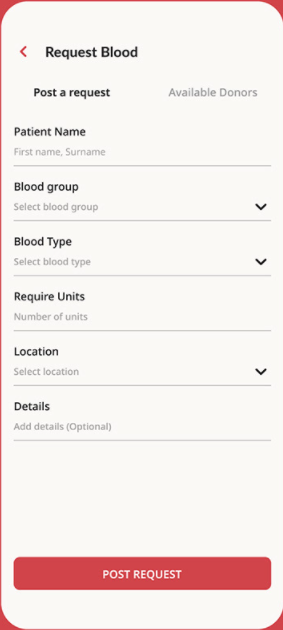 Request Blood
Post a request Available Donors
Patient Name
First name, Surname
Blood group
Select blood group
Blood Type
Select blood type
Require Units
Number of units
Location
Select location
Details
Add details (Optional)
POST REQUEST